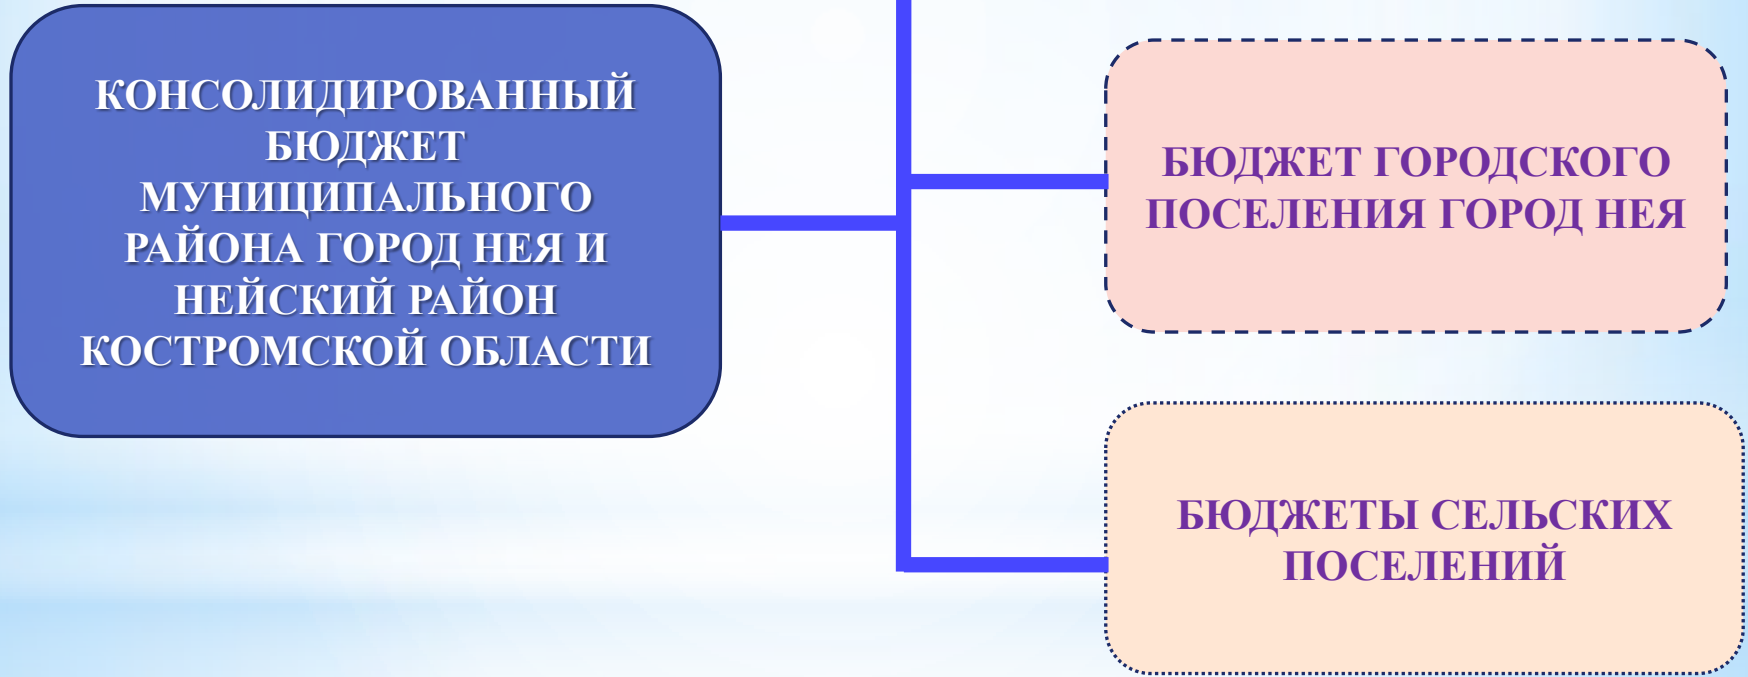 КОНСОЛИДИРОВАННЫЙ
БЮДЖЕТ
МУНИЦИПАЛЬНОГО
РАЙОНА ГОРОД НЕЯ И
НЕЙСКИЙ РАЙОН
КОСТРОМСКОЙ ОБЛАСТИ
БЮДЖЕТ ГОРОДСКОГО
ПОСЕЛЕНИЯ ГОРОД НЕЯ
БЮДЖЕТЫ СЕЛЬСКИХ
ПОСЕЛЕНИЙ